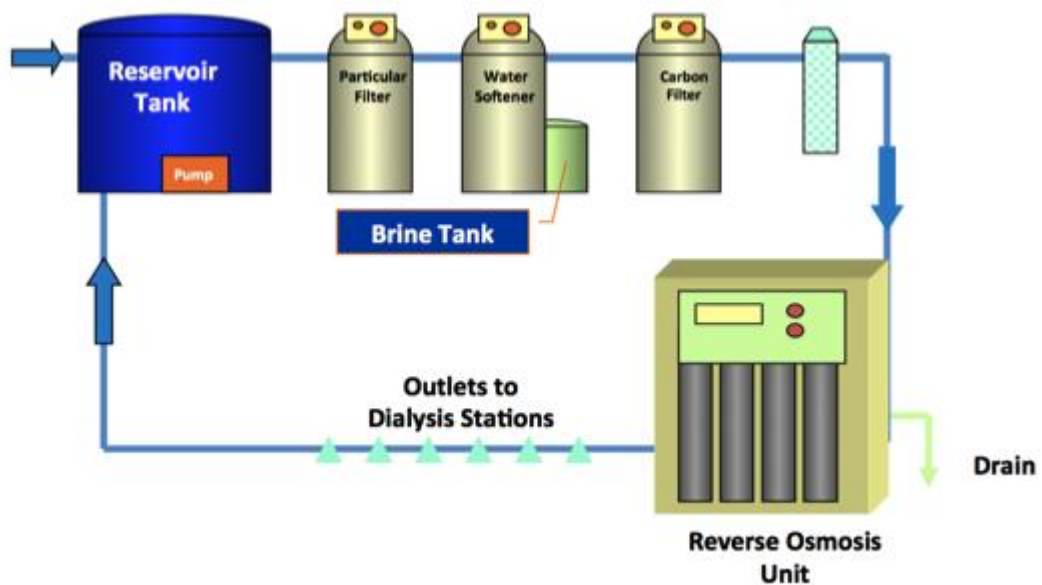 Reservoir
Tank
Pump
Particular
Filter
Water
Softener
Carbon
Filter
Brine Tank
Outlets to
Dialysis Stations
Drain
Reverse Osmosis
Unit